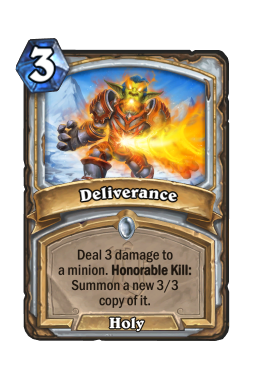 3
Deliverance
Deal 3 damage to
a minion. Honorable Kill:
Summon a new 3/3
copy of it.
Holy